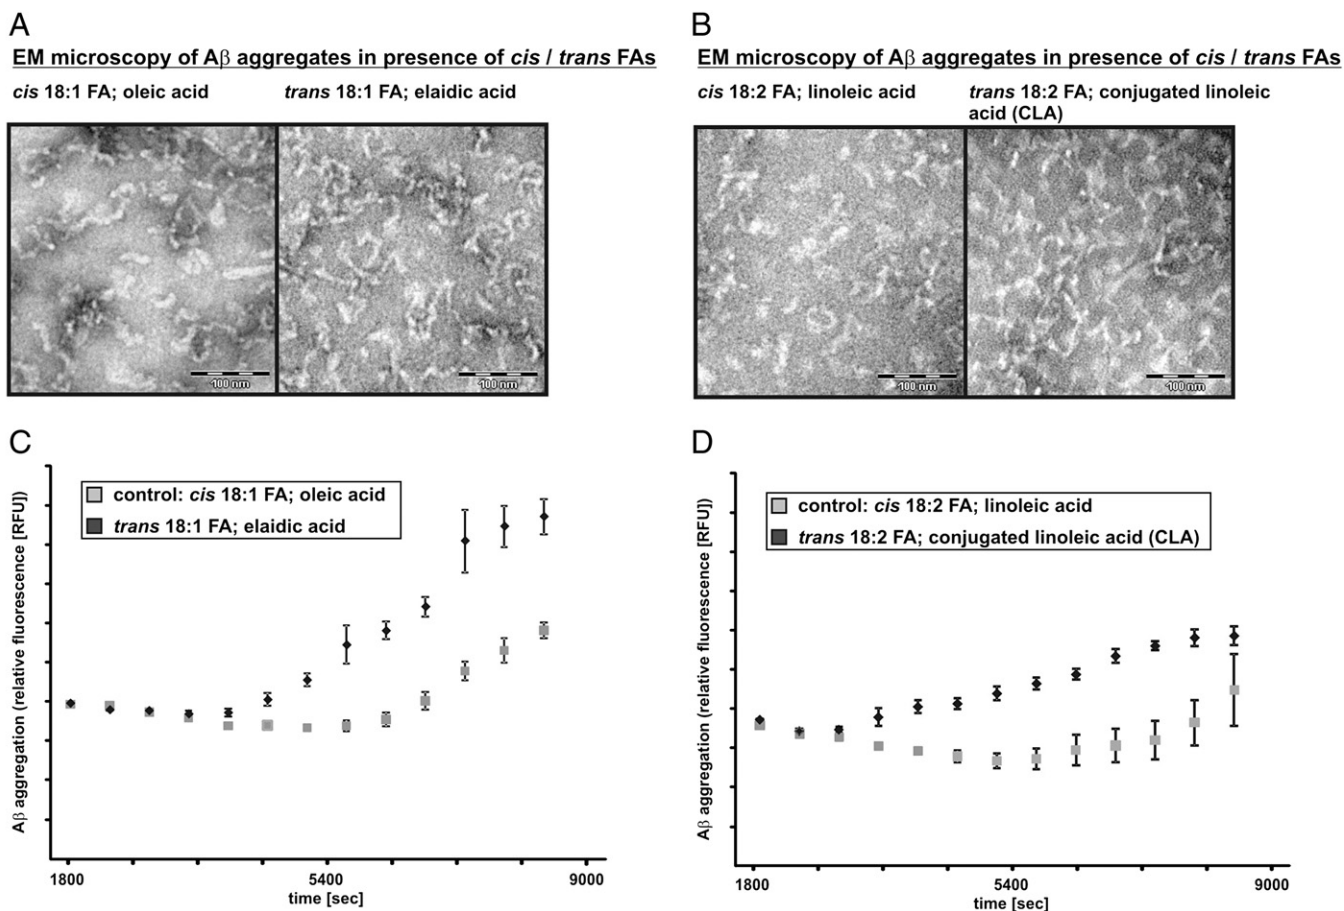 A
EM microscopy of Aβ aggregates in presence of cis / trans FAs
cis 18:1 FA; oleic acid
trans 18:1 FA; elaidic acid
100 nm
100 nm
B
EM microscopy of Aβ aggregates in presence of cis / trans FAs
cis 18:2 FA; linoleic acid
trans 18:2 FA; conjugated linoleic
acid (CLA)
100 nm
100 nm
C
Aβ aggregation (relative fluorescence [RFU])
control: cis 18:1 FA; oleic acid
trans 18:1 FA; elaidic acid
1800
5400
9000
time [sec]
D
Aβ aggregation (relative fluorescence [RFU])
control: cis 18:2 FA; linoleic acid
trans 18:2 FA; conjugated linoleic acid (CLA)
1800
5400
9000
time [sec]